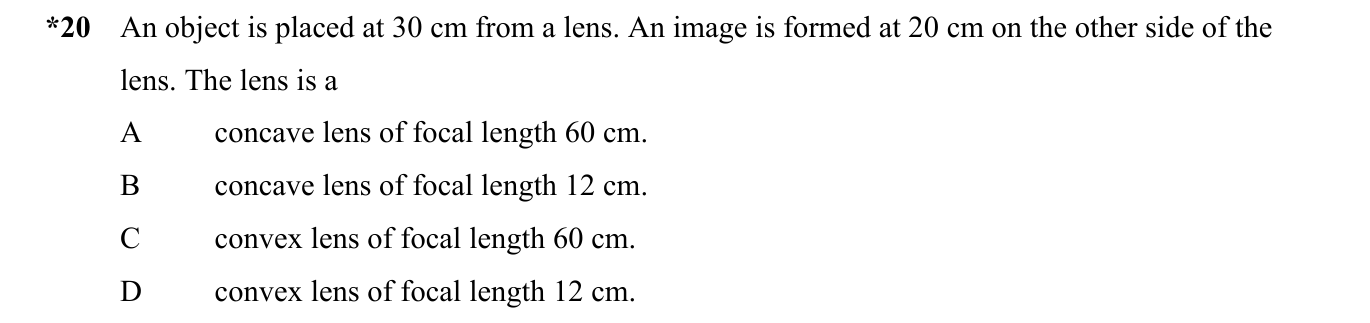 *20 An object is placed at 30 cm from a lens. An image is formed at 20 cm on the other side of the
lens. The lens is a
A concave lens of focal length 60 cm.
B concave lens of focal length 12 cm.
C convex lens of focal length 60 cm.
D convex lens of focal length 12 cm.